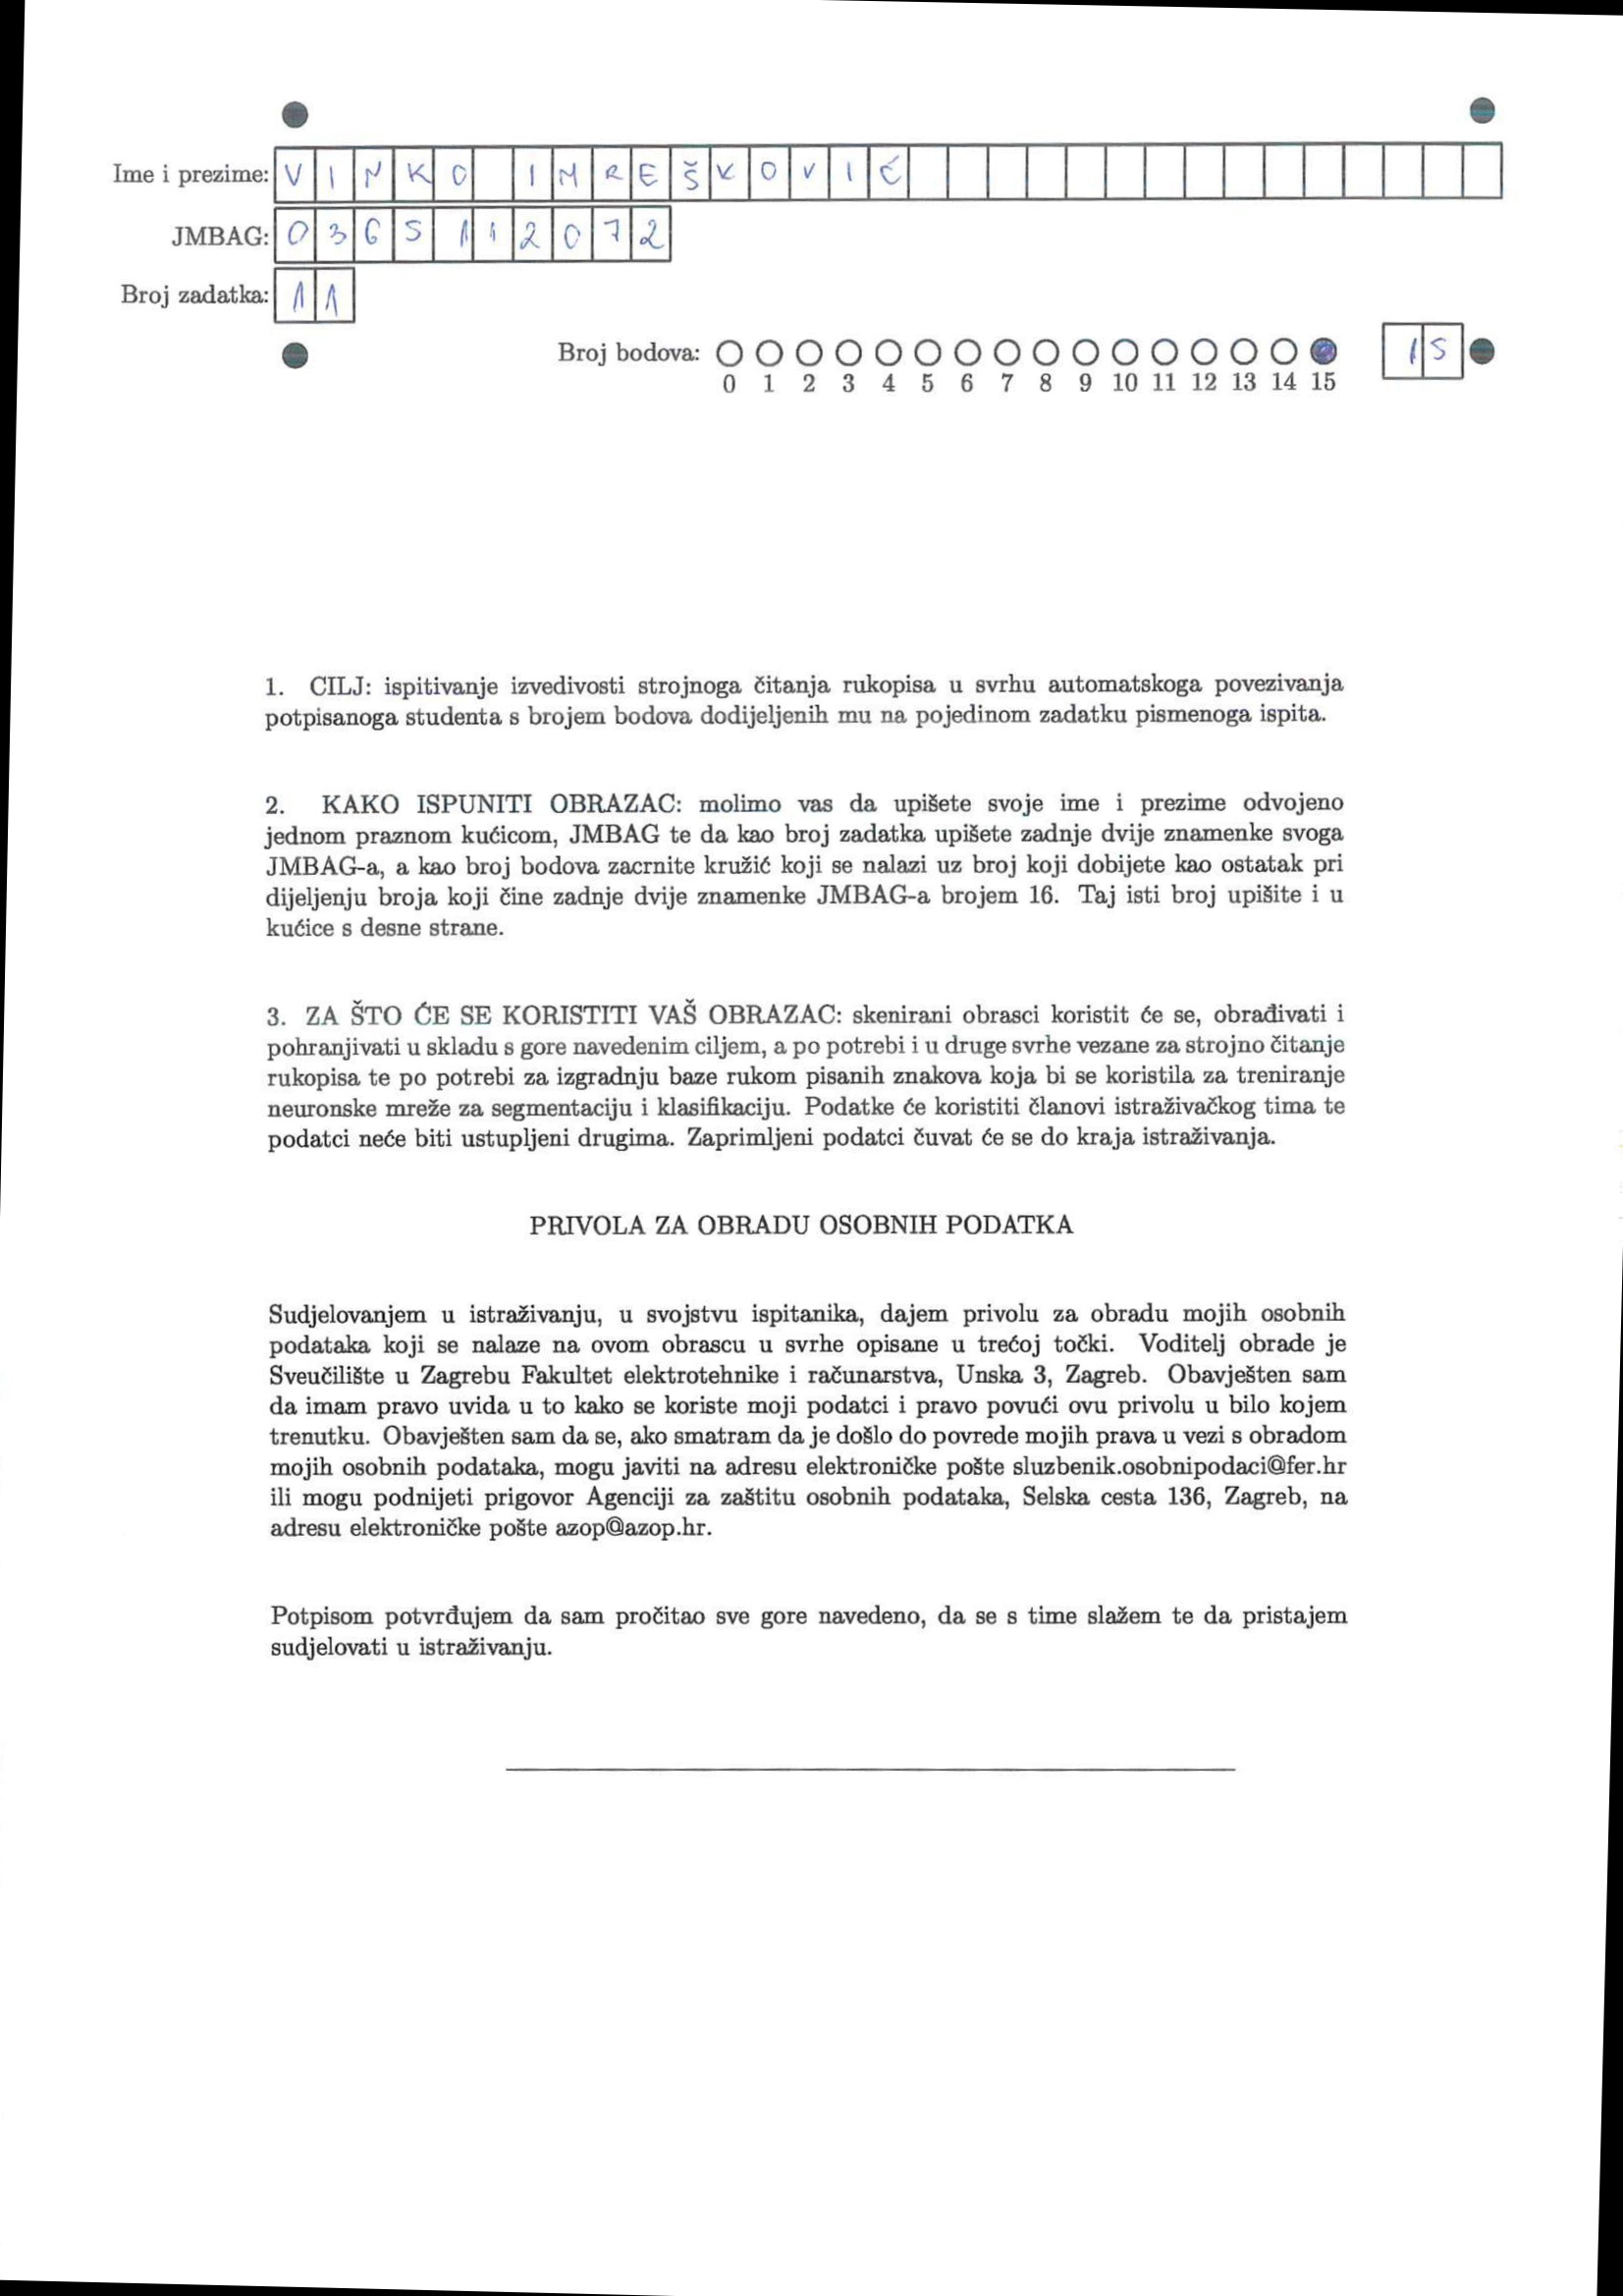 Ime i prezime: VINKO IMREŠKOVIĆ
JMBAG: 0365112072
Broj zadatka: 11
Broj bodova: 15
0 1 2 3 4 5 6 7 8 9 10 11 12 13 14 15
1. CILJ: ispitivanje izvedivosti strojnoga čitanja rukopisa u svrhu automatskoga povezivanja
potpisanoga studenta s brojem bodova dodijeljenih mu na pojedinom zadatku pismenoga ispita.
2. KAKO ISPUNITI OBRAZAC: molimo vas da upišete svoje ime i prezime odvojeno
jednom praznom kućicom, JMBAG te da kao broj zadatka upišete zadnje dvije znamenke svoga
JMBAG-a, a kao broj bodova zacrnite kružić koji se nalazi uz broj koji dobijete kao ostatak pri
dijeljenju broja koji čine zadnje dvije znamenke JMBAG-a brojem 16. Taj isti broj upišite i u
kućice s desne strane.
3. ZA ŠTO ĆE SE KORISTITI VAŠ OBRAZAC: skenirani obrasci koristit će se, obrađivati i
pohranjivati u skladu s gore navedenim ciljem, a po potrebi i u druge svrhe vezane za strojno čitanje
rukopisa te po potrebi za izgradnju baze rukom pisanih znakova koja bi se koristila za treniranje
neuronske mreže za segmentaciju i klasifikaciju. Podatke će koristiti članovi istraživačkog tima te
podatci neće biti ustupljeni drugima. Zaprimljeni podatci čuvat će se do kraja istraživanja.
PRIVOLA ZA OBRADU OSOBNIH PODATKA
Sudjelovanjem u istraživanju, u svojstvu ispitanika, dajem privolu za obradu mojih osobnih
podataka koji se nalaze na ovom obrascu u svrhe opisane u trećoj točki. Voditelj obrade je
Sveučilište u Zagrebu Fakultet elektrotehnike i računarstva, Unska 3, Zagreb. Obavješten sam
da imam pravo uvida u to kako se koriste moji podatci i pravo povući ovu privolu u bilo kojem
trenutku. Obavješten sam da se, ako smatram da je došlo do povrede mojih prava u vezi s obradom
mojih osobnih podataka, mogu javiti na adresu elektroničke pošte sluzbenik.osobnipodaci@fer.hr
ili mogu podnijeti prigovor Agenciji za zaštitu osobnih podataka, Selska cesta 136, Zagreb, na
adresu elektroničke pošte azop@azop.hr.
Potpisom potvrđujem da sam pročitao sve gore navedeno, da se s time slažem te da pristajem
sudjelovati u istraživanju.